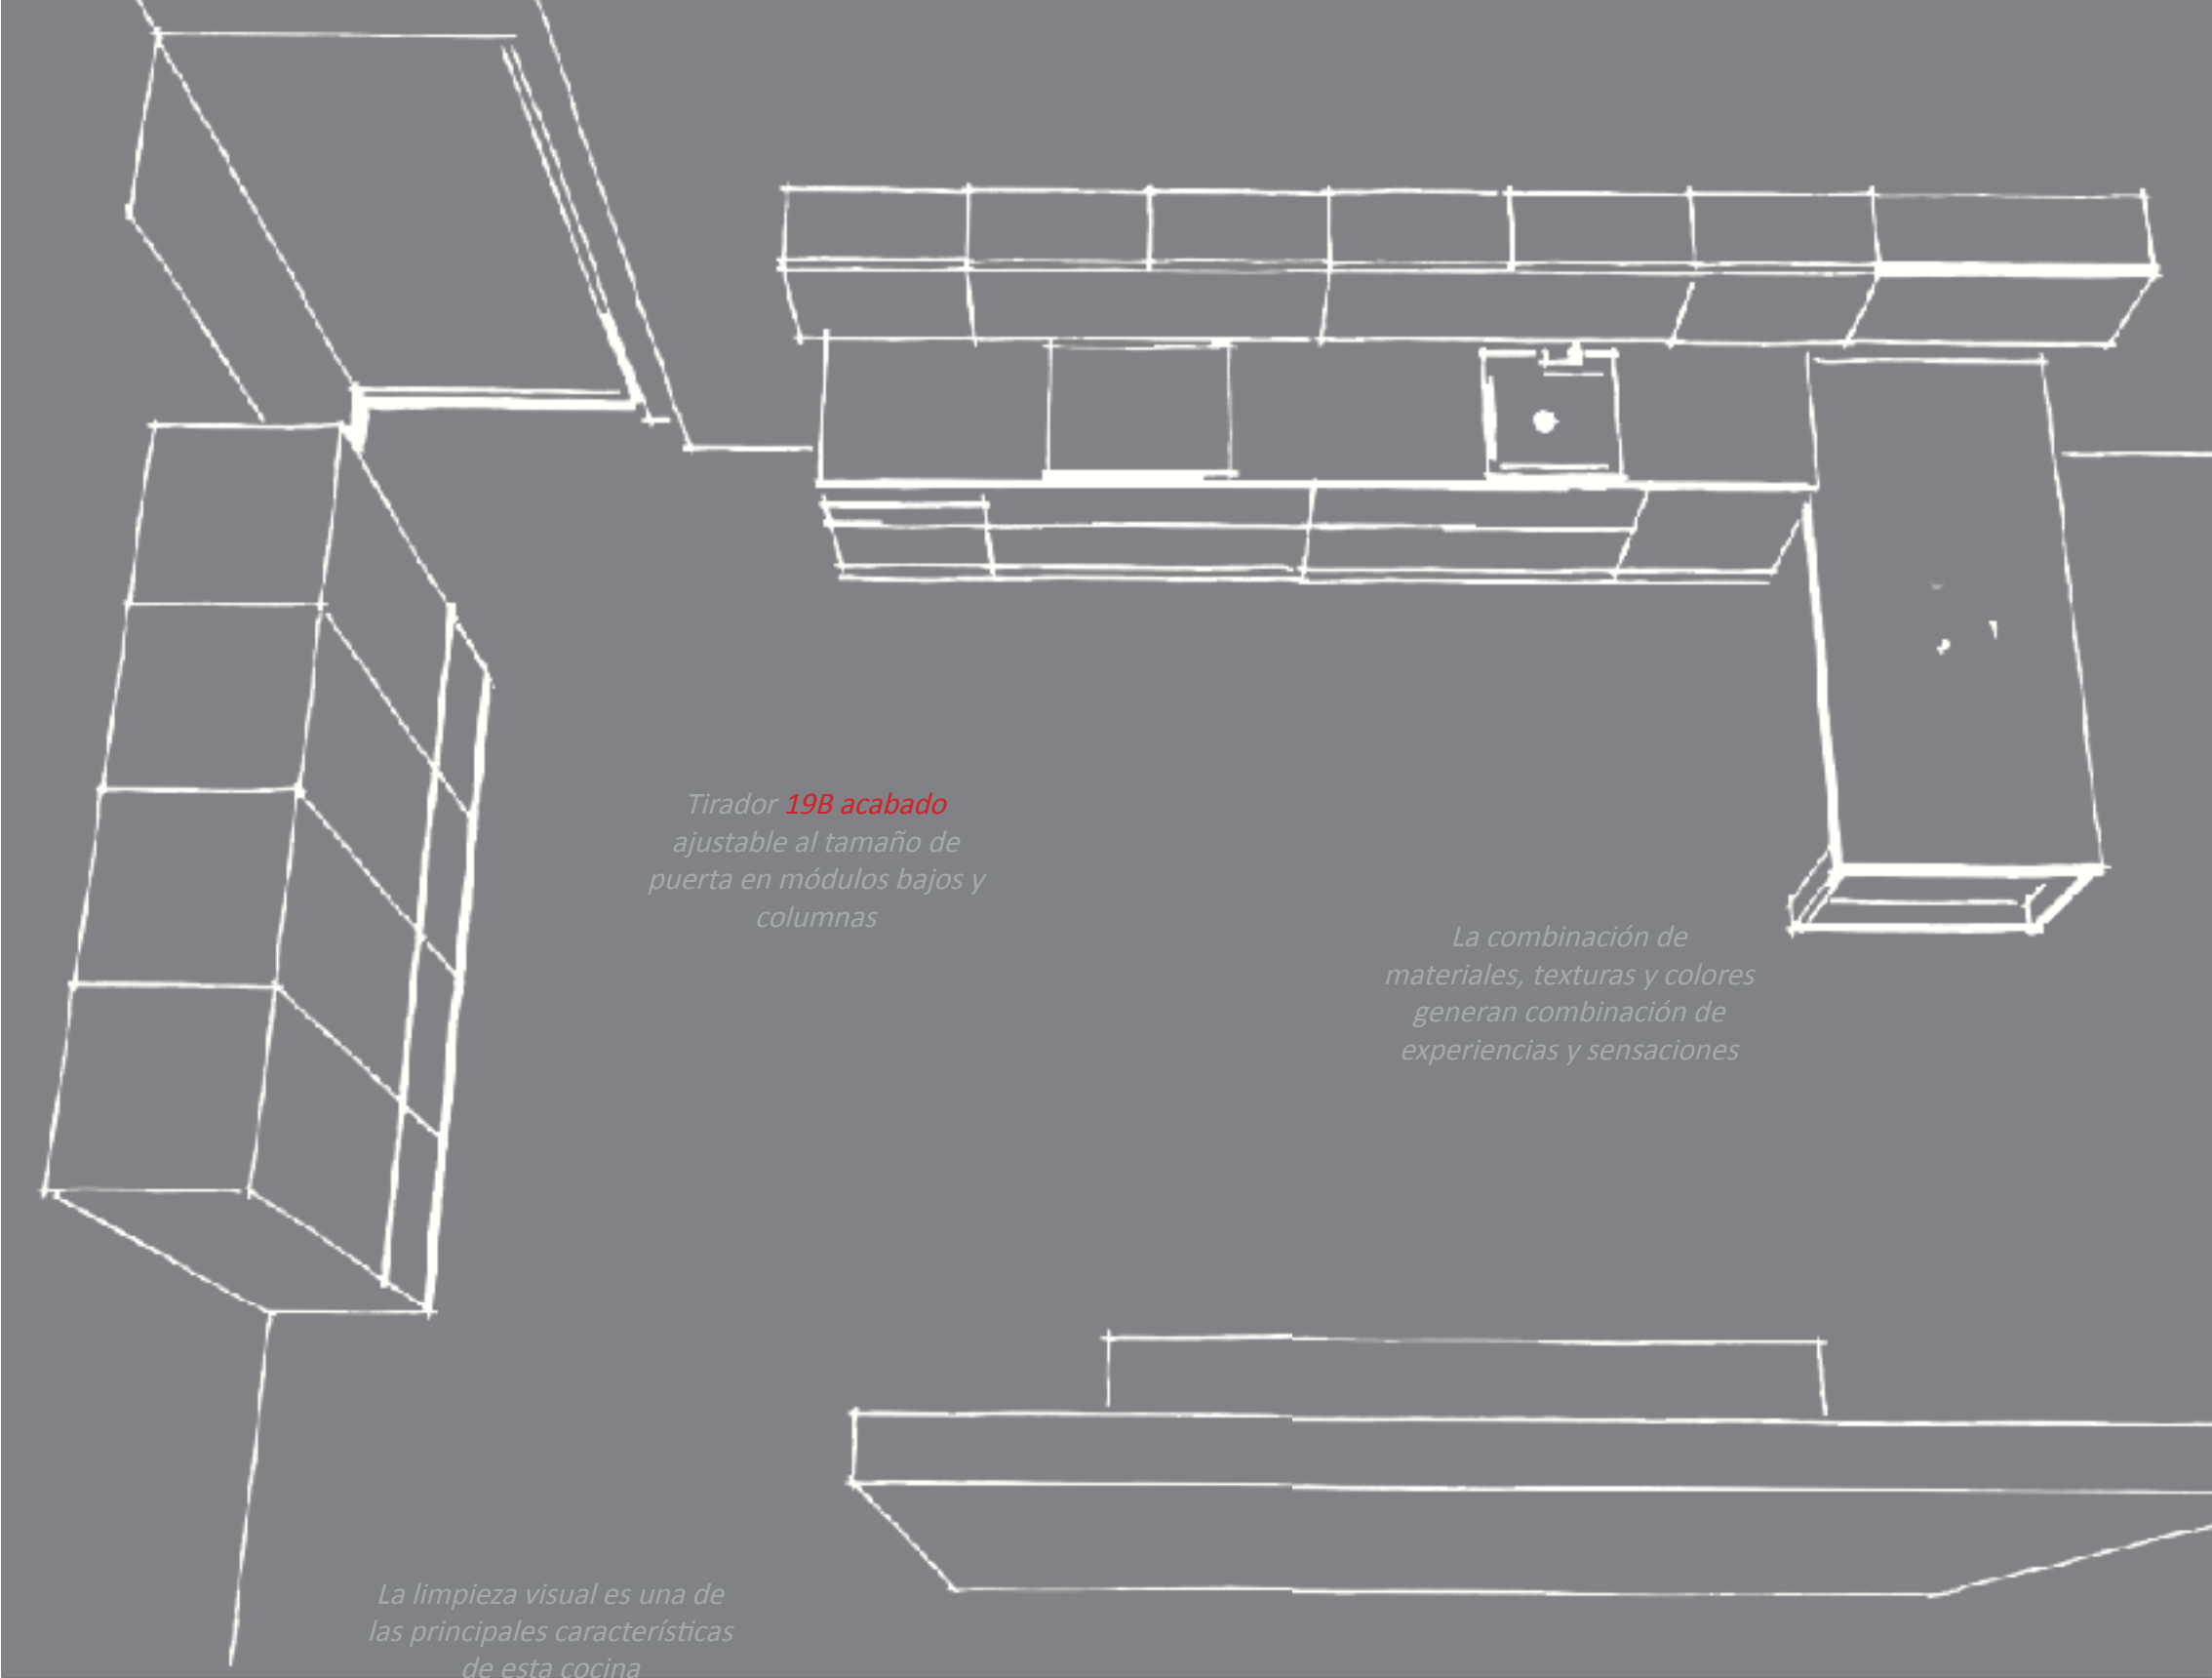 Tirador 19B acabado
ajustable al tamaño de
puerta en módulos bajos y
columnas
La combinación de
materiales, texturas y colores
generan combinación de
experiencias y sensaciones
La limpieza visual es una de
las principales características
de esta cocina